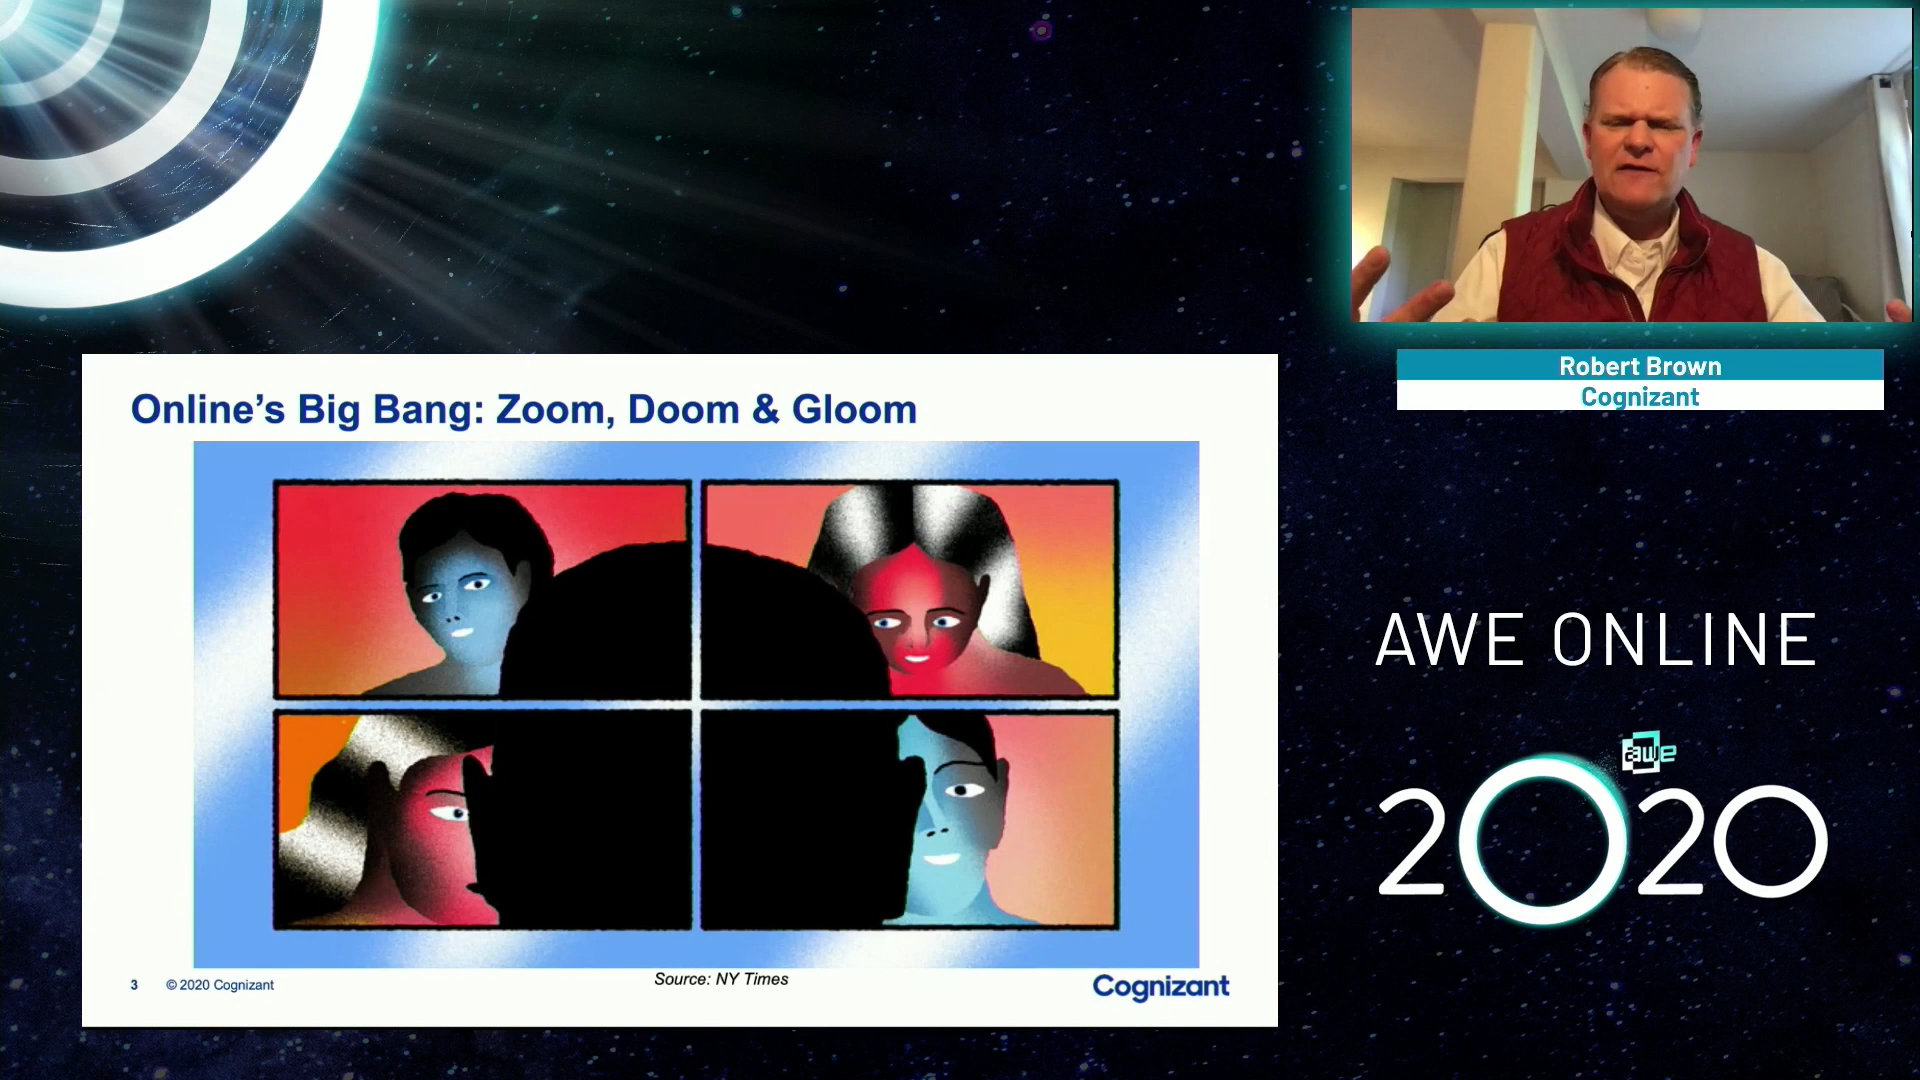 Robert Brown
Cognizant
Online's Big Bang: Zoom, Doom & Gloom
3 © 2020 Cognizant
Source: NY Times
Cognizant
AWE ONLINE
awe
2020